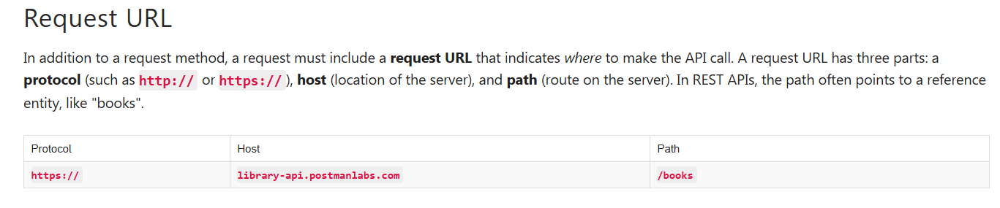 Request URL
In addition to a request method, a request must include a request URL that indicates where to make the API call. A request URL has three parts: a
protocol (such as http:// or https://), host (location of the server), and path (route on the server). In REST APIs, the path often points to a reference
entity, like "books".
Protocol Host Path
https:// library-api.postmanlabs.com /books